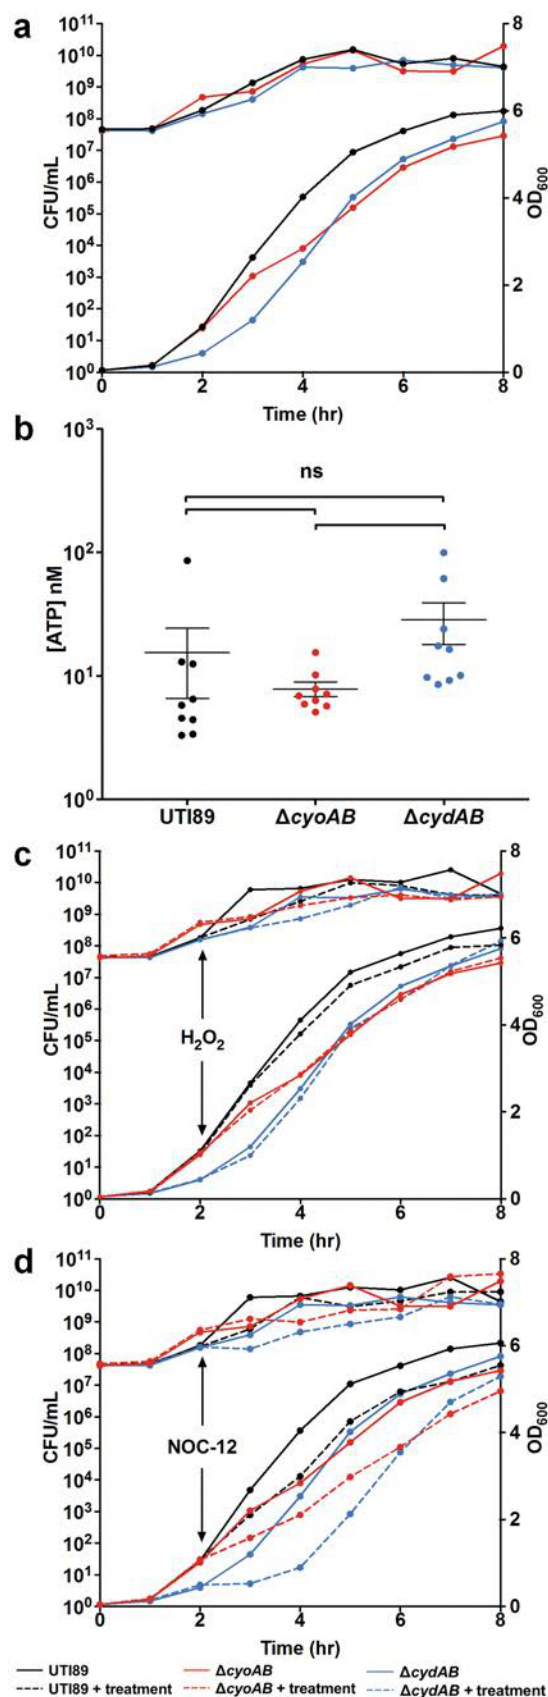 a
10¹¹
10¹⁰
10⁹
10⁸
10⁷
10⁶
10⁵
10⁴
10³
10²
10¹
10⁰
CFU/mL
8
6
4
2
0
OD₆₀₀
0 2 4 6 8
Time (hr)
b
10³
10²
10¹
10⁰
[ATP] nM
ns
UTI89 ΔcyoAB ΔcydAB
c
10¹¹
10¹⁰
10⁹
10⁸
10⁷
10⁶
10⁵
10⁴
10³
10²
10¹
10⁰
CFU/mL
H₂O₂
8
6
4
2
0
OD₆₀₀
0 2 4 6 8
Time (hr)
d
10¹¹
10¹⁰
10⁹
10⁸
10⁷
10⁶
10⁵
10⁴
10³
10²
10¹
10⁰
CFU/mL
NOC-12
8
6
4
2
0
OD₆₀₀
0 2 4 6 8
Time (hr)
UTI89 ΔcyoAB ΔcydAB
UTI89 + treatment ΔcyoAB + treatment ΔcydAB + treatment